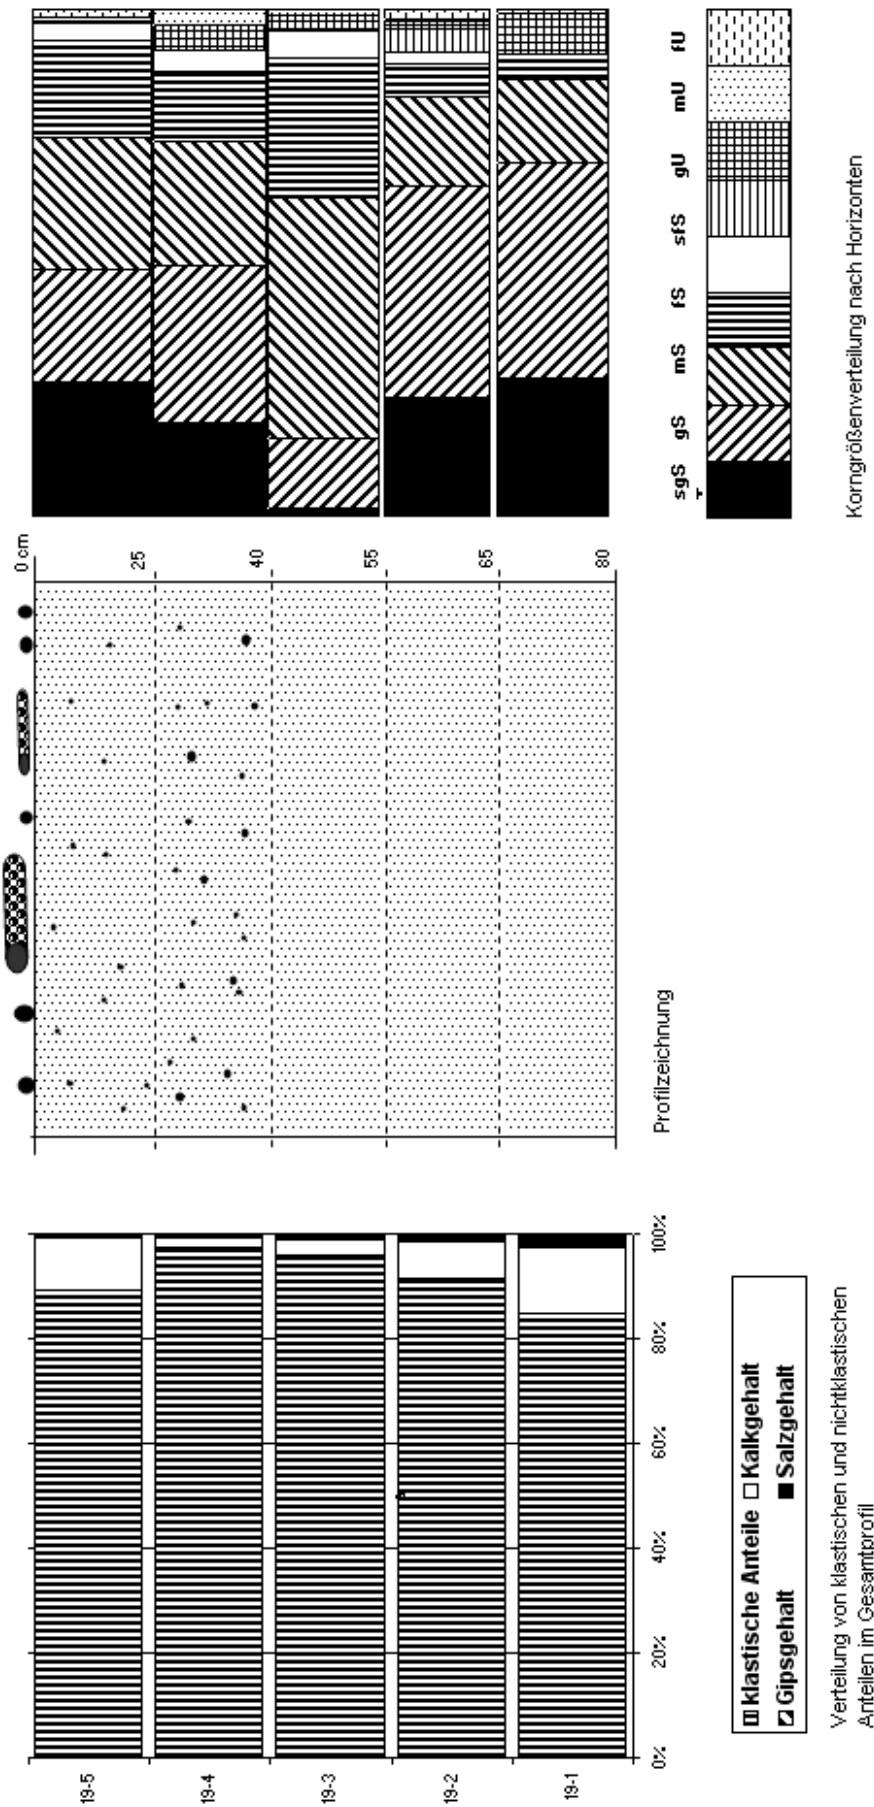 19-5
19-4
19-3
19-2
19-1
0%
20%
40%
60%
80%
100%
klastische Anteile
Kalkgehalt
Gipsgehalt
Salzgehalt
Verteilung von klastischen und nichtklastischen
Anteilen im Gesamtprofil
0 cm
25
40
55
65
80
Profilzeichnung
sgS
gS
mS
fS
sfS
gU
mU
fU
Korngrößenverteilung nach Horizonten